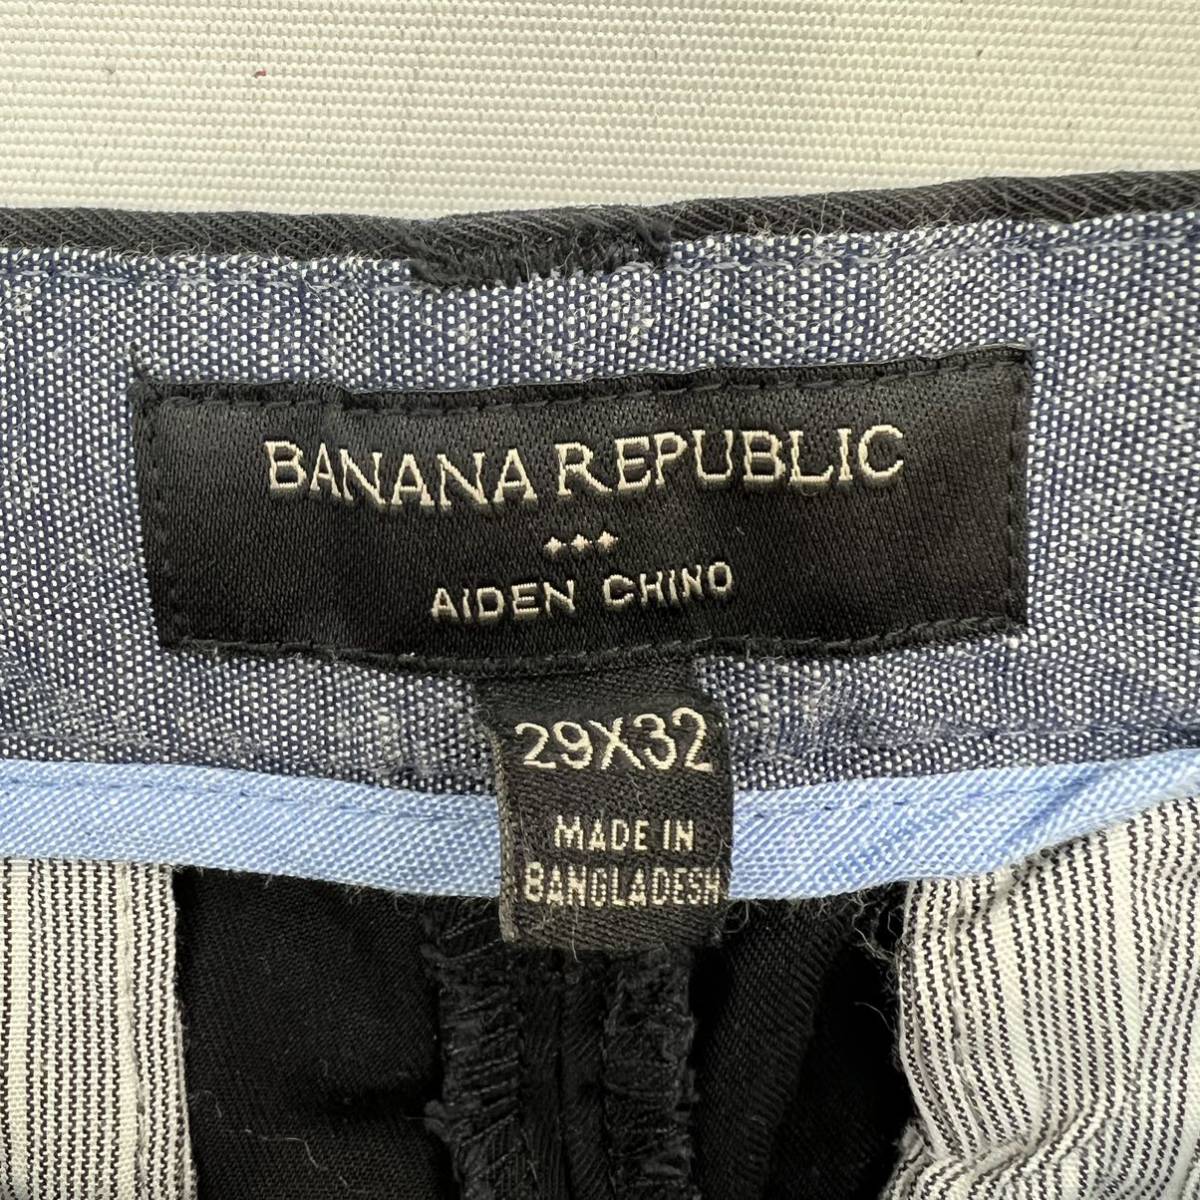 BANANA REPUBLIC
AIDEN CHINO
29X32
MADE IN
BANGLADESH